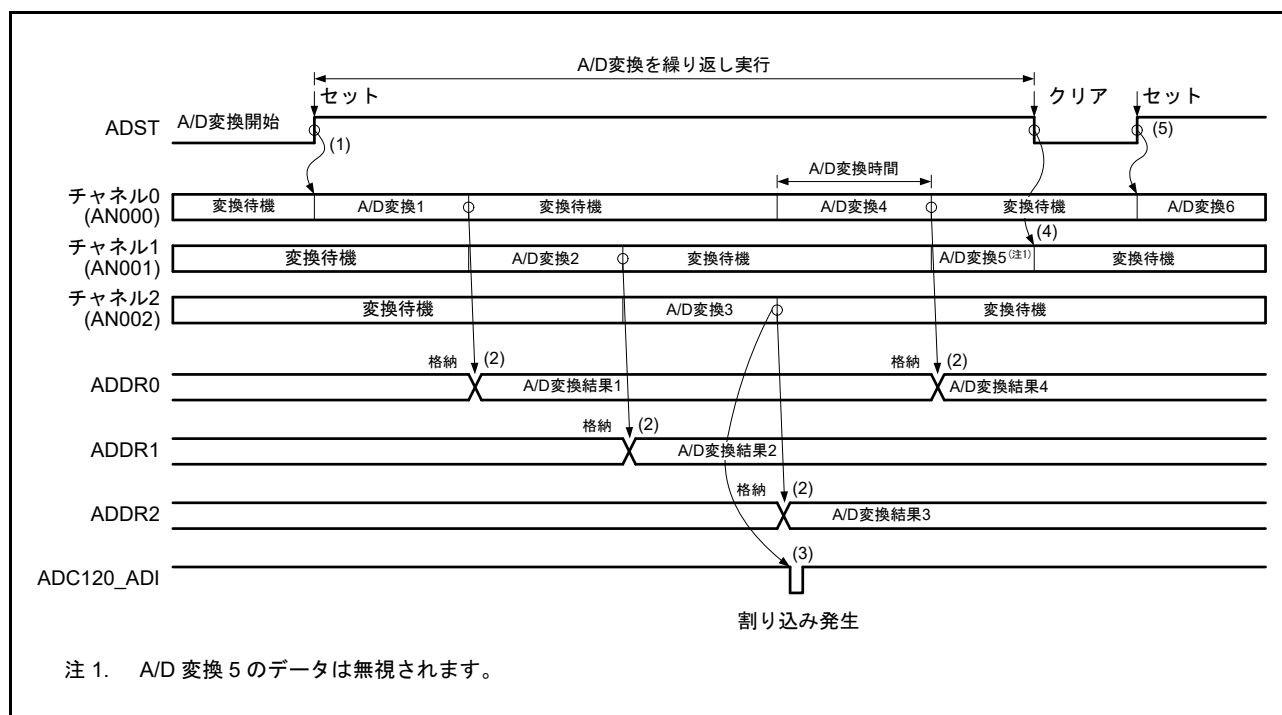 A/D変換を繰り返し実行
セット クリア セット
ADST A/D変換開始 (1) (5)
A/D変換時間
チャネル0
(AN000) 変換待機 A/D変換1 変換待機 A/D変換4 変換待機 A/D変換6
(4)
チャネル1
(AN001) 変換待機 A/D変換2 変換待機 A/D変換5(注1) 変換待機
チャネル2
(AN002) 変換待機 A/D変換3 変換待機
格納 (2) 格納 (2)
ADDR0 A/D変換結果1 A/D変換結果4
格納 (2)
ADDR1 A/D変換結果2
格納 (2)
ADDR2 A/D変換結果3
(3)
ADC120_ADI
割り込み発生
注 1. A/D 変換 5 のデータは無視されます。